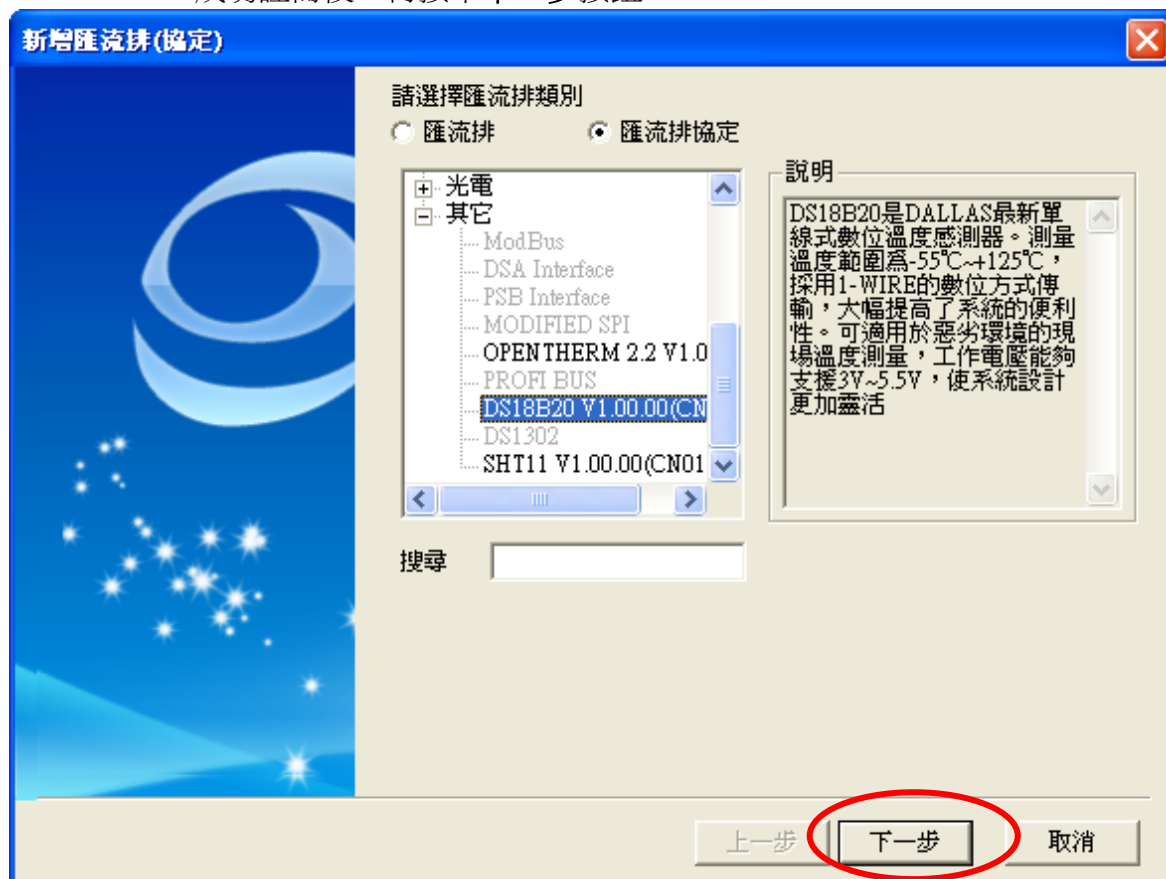 新增匯流排(協定)
請選擇匯流排類別
匯流排
匯流排協定
光電
其它
ModBus
DSA Interface
PSB Interface
MODIFIED SPI
OPENTHERM 2.2 V1.0
PROFI BUS
DS18B20 V1.00.00(CN
DS1302
SHT11 V1.00.00(CN01
說明
DS18B20是DALLAS最新單
線式數位溫度感測器。測量
溫度範圍為-55℃~+125℃，
採用1-WIRE的數位方式傳
輸，大幅提高了系統的便利
性。可適用於惡劣環境的現
場溫度測量，工作電壓能夠
支援3V~5.5V，使系統設計
更加靈活
搜尋
上一步
下一步
取消